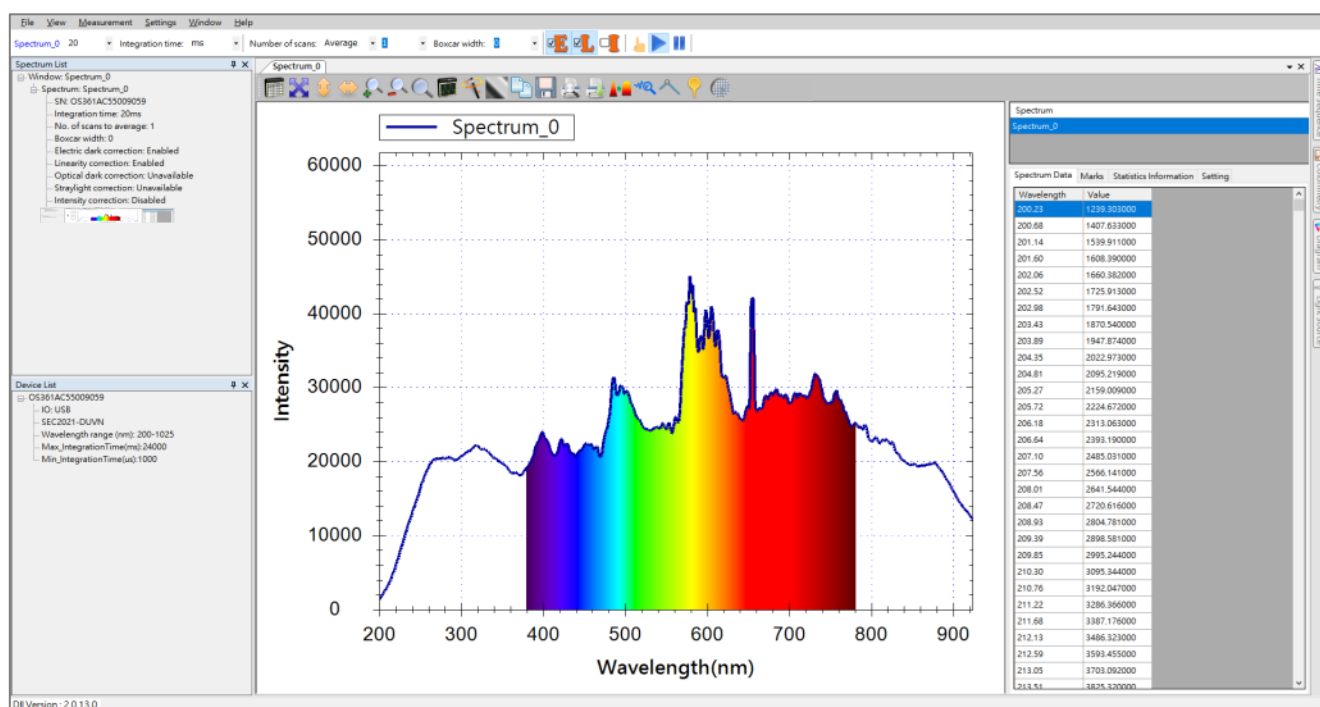 File View Measurement Settings Window Help
Spectrum_0 20 Integration time: ms Number of scans: Average 1 Boxcar width: 0 E L I
Spectrum List
Window: Spectrum_0
Spectrum: Spectrum_0
SN: OS361AC55009059
Integration time: 20ms
No. of scans to average: 1
Boxcar width: 0
Electric dark correction: Enabled
Linearity correction: Enabled
Optical dark correction: Unavailable
Straylight correction: Unavailable
Intensity correction: Disabled
Device List
OS361AC55009059
IO: USB
SEC2021-DUVN
Wavelength range (nm): 200-1025
Max_IntegrationTime(ms):24000
Min_IntegrationTime(us):1000
Spectrum_0
Spectrum_0
60000
50000
40000
30000
20000
10000
0
Intensity
200 300 400 500 600 700 800 900
Wavelength(nm)
Spectrum
Spectrum_0
Spectrum Data Marks Statistics Information Setting
Wavelength Value
200.23 1239.303000
200.68 1407.633000
201.14 1539.911000
201.60 1608.390000
202.06 1660.382000
202.52 1725.913000
202.98 1791.643000
203.43 1870.540000
203.89 1947.874000
204.35 2022.973000
204.81 2095.219000
205.27 2159.009000
205.72 2224.672000
206.18 2313.063000
206.64 2393.190000
207.10 2485.031000
207.56 2566.141000
208.01 2641.544000
208.47 2720.616000
208.93 2804.781000
209.39 2898.581000
209.85 2995.244000
210.30 3095.344000
210.76 3192.047000
211.22 3286.366000
211.68 3387.176000
212.13 3486.323000
212.59 3593.455000
213.05 3703.092000
213.51 3825.320000
Dll Version : 2.0.13.0